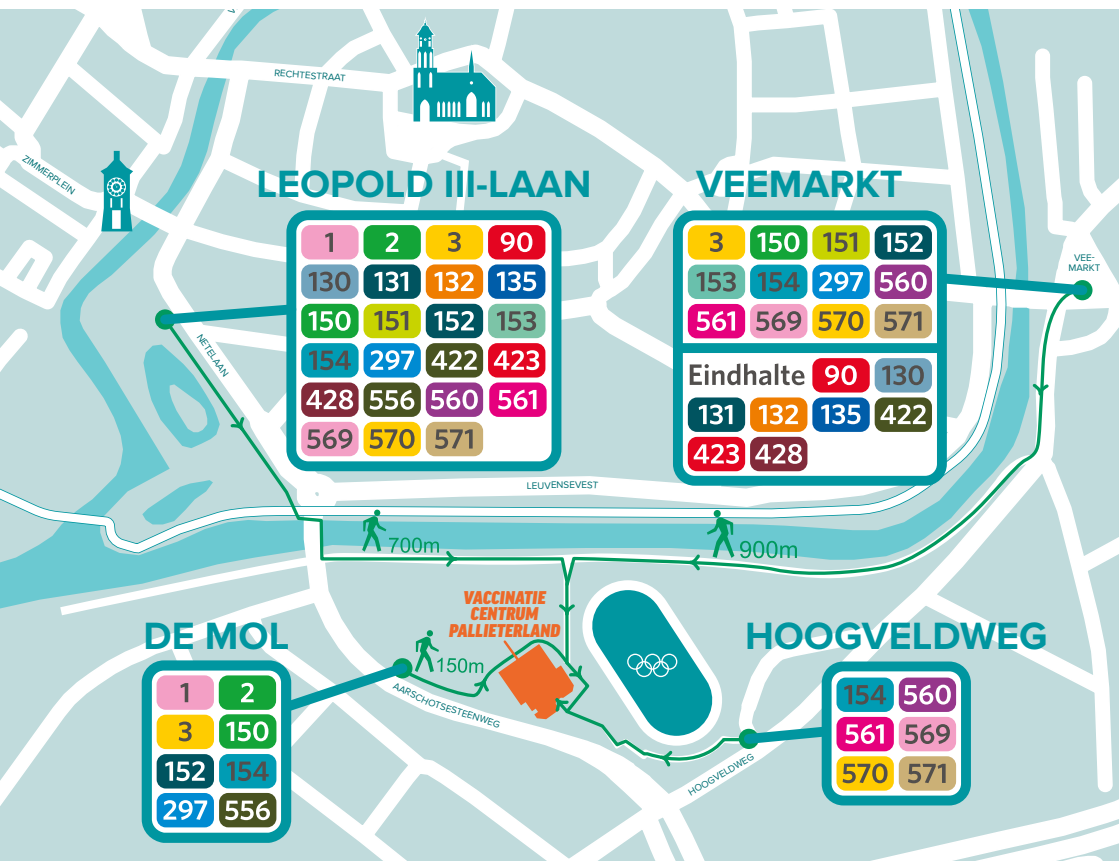 RECHTESTRAAT
ZIMMERPLEIN
LEOPOLD III-LAAN
1 2 3 90
130 131 132 135
150 151 152 153
154 297 422 423
428 556 560 561
569 570 571
VEEMARKT
3 150 151 152
153 154 297 560
561 569 570 571
Eindhalte 90 130
131 132 135 422
423 428
VEE-
MARKT
NETELAAN
LEUVENSEVEST
700m
900m
VACCINATIE
CENTRUM
PALLIETERLAND
150m
AARSCHOTSESTEENWEG
DE MOL
1 2
3 150
152 154
297 556
HOOGVELDWEG
154 560
561 569
570 571
HOOGVELDWEG